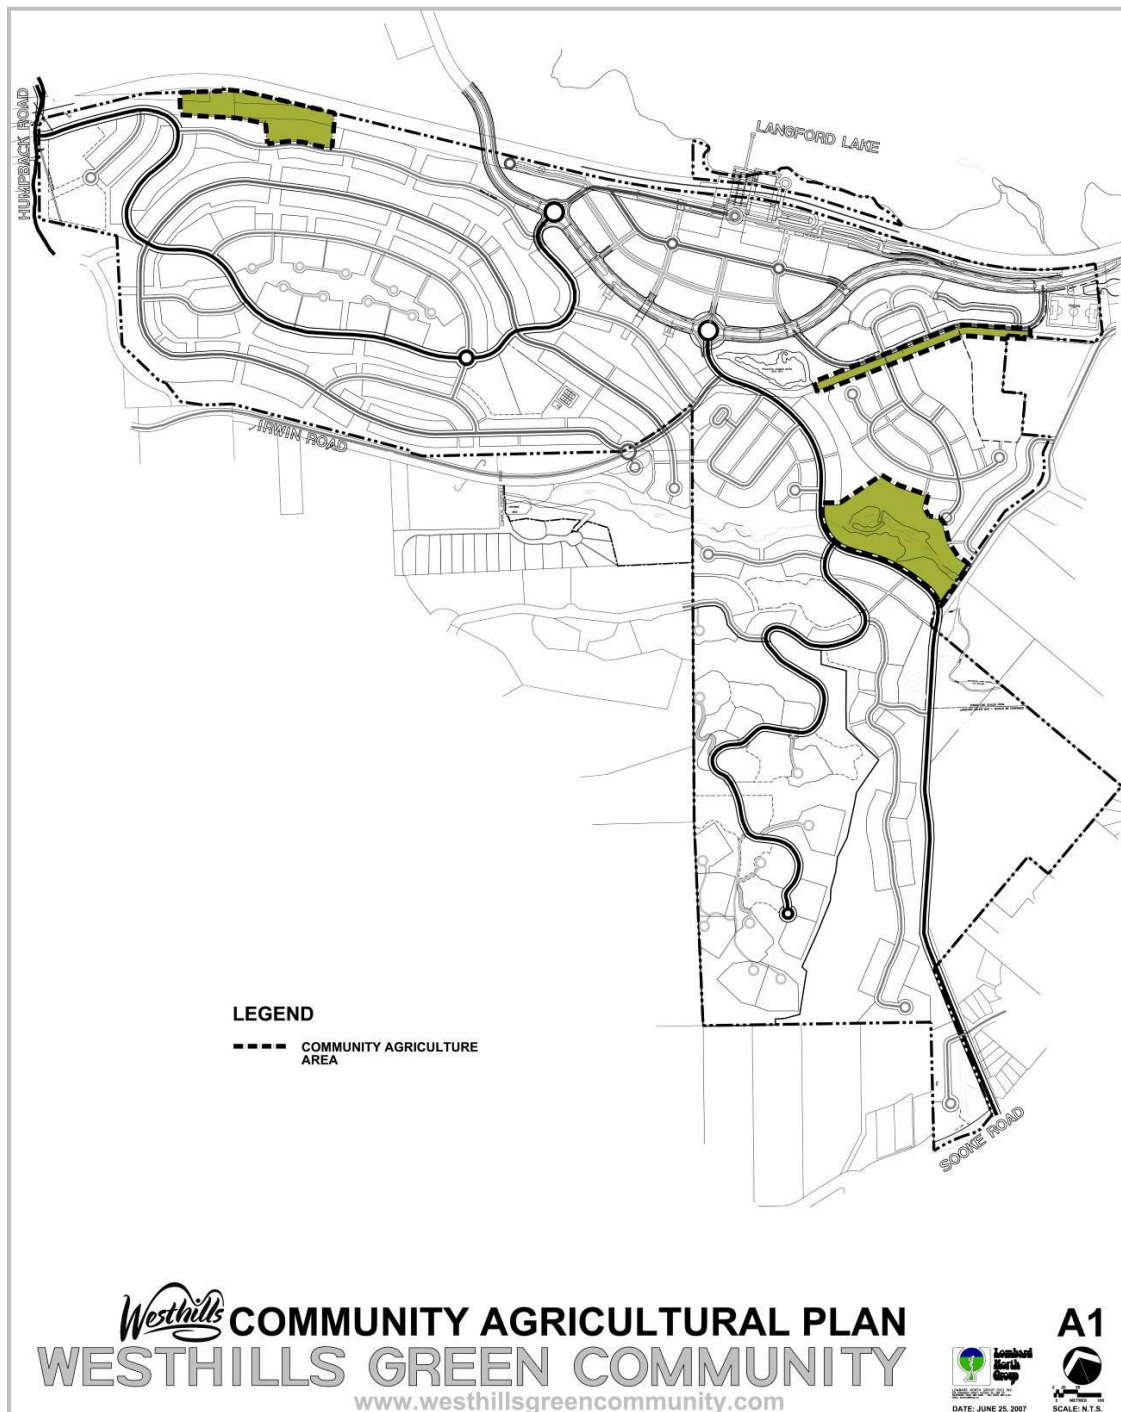 HUMPBACK ROAD
LANGFORD LAKE
IRWIN ROAD
SOOKE ROAD
LEGEND
COMMUNITY AGRICULTURE
AREA
Westhills COMMUNITY AGRICULTURAL PLAN
WESTHILLS GREEN COMMUNITY
www.westhillsgreencommunity.com
A1
Lombard
North
Group
METRES
DATE: JUNE 25, 2007
SCALE: N.T.S.